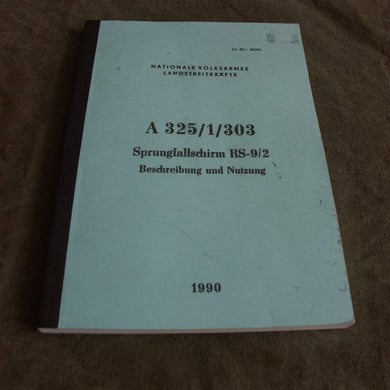 NATIONALE VOLKSARMEE
LANDSTREITKRÄFTE
A 325/1/303
Sprungfallschirm RS-9/2
Beschreibung und Nutzung
1990